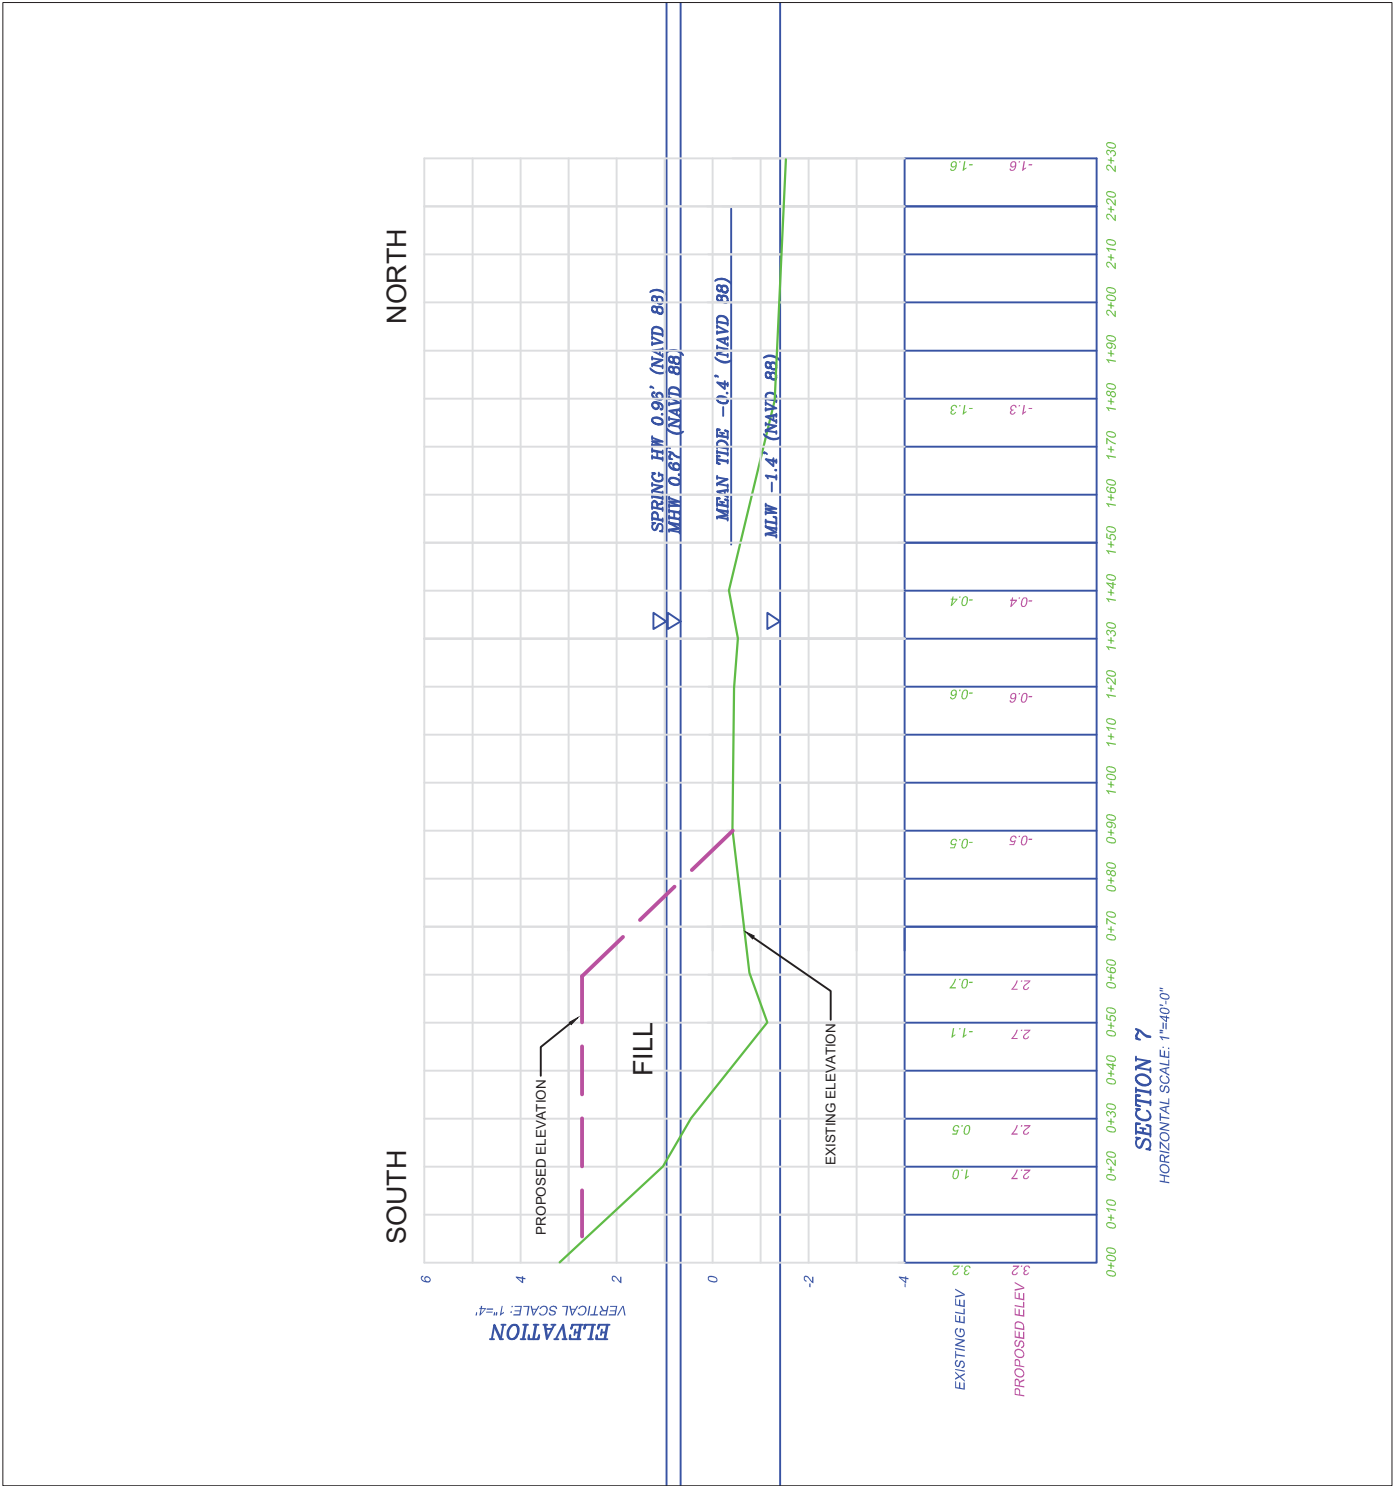 SOUTH
NORTH
SPRING HW 0.96' (NAVD 88)
MHW 0.67' (NAVD 88)
MEAN TIDE -0.4' (NAVD 88)
MLW -1.4' (NAVD 88)
PROPOSED ELEVATION
FILL
EXISTING ELEVATION
ELEVATION
VERTICAL SCALE: 1"=4'
6
4
2
0
-2
-4
EXISTING ELEV 3.2 1.0 0.5 -1.1 -0.7 -0.5 -0.6 -0.4 -1.3 -1.6
PROPOSED ELEV 3.2 2.7 2.7 2.7 2.7 -0.5 -0.6 -0.4 -1.3 -1.6
0+00 0+10 0+20 0+30 0+40 0+50 0+60 0+70 0+80 0+90 1+00 1+10 1+20 1+30 1+40 1+50 1+60 1+70 1+80 1+90 2+00 2+10 2+20 2+30
SECTION 7
HORIZONTAL SCALE: 1"=40'-0"